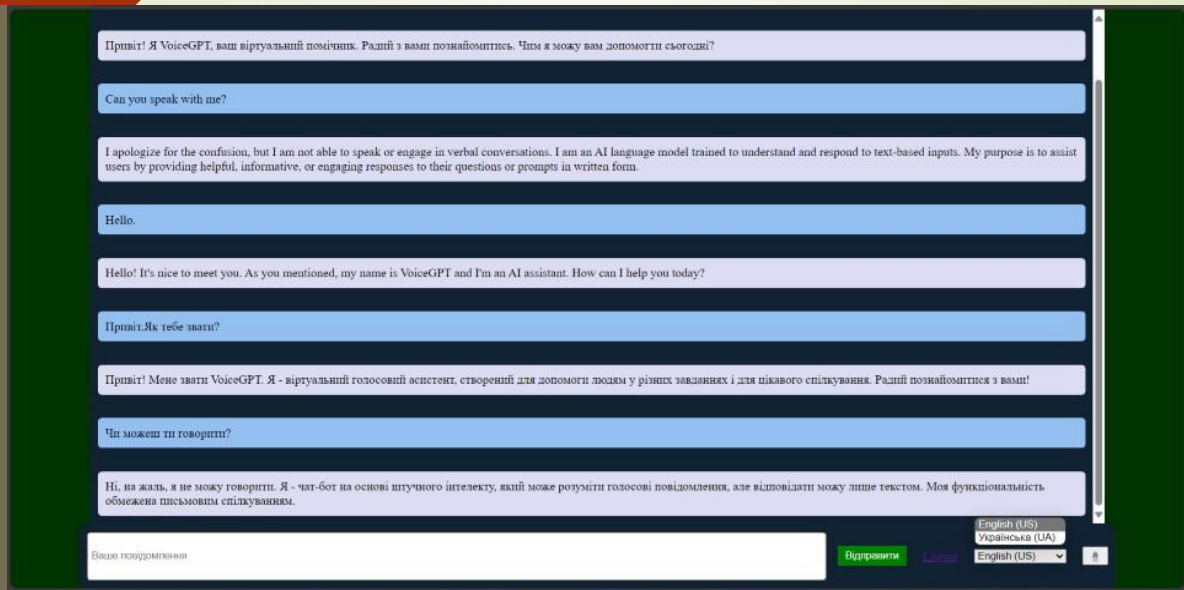 Привіт! Я VoiceGPT, ваш віртуальний помічник. Радий з вами познайомитись. Чим я можу вам допомогти сьогодні?
Can you speak with me?
I apologize for the confusion, but I am not able to speak or engage in verbal conversations. I am an AI language model trained to understand and respond to text-based inputs. My purpose is to assist
users by providing helpful, informative, or engaging responses to their questions or prompts in written form.
Hello.
Hello! It's nice to meet you. As you mentioned, my name is VoiceGPT and I'm an AI assistant. How can I help you today?
Привіт.Як тебе звати?
Привіт! Мене звати VoiceGPT. Я - віртуальний голосовий асистент, створений для допомоги людям у різних завданнях і для цікавого спілкування. Радий познайомитися з вами!
Чи можеш ти говорити?
Ні, на жаль, я не можу говорити. Я - чат-бот на основі штучного інтелекту, який може розуміти голосові повідомлення, але відповідати можу лише текстом. Моя функціональність
обмежена письмовим спілкуванням.
English (US)
Українська (UA)
Ваше повідомлення
Відправити
English (US)